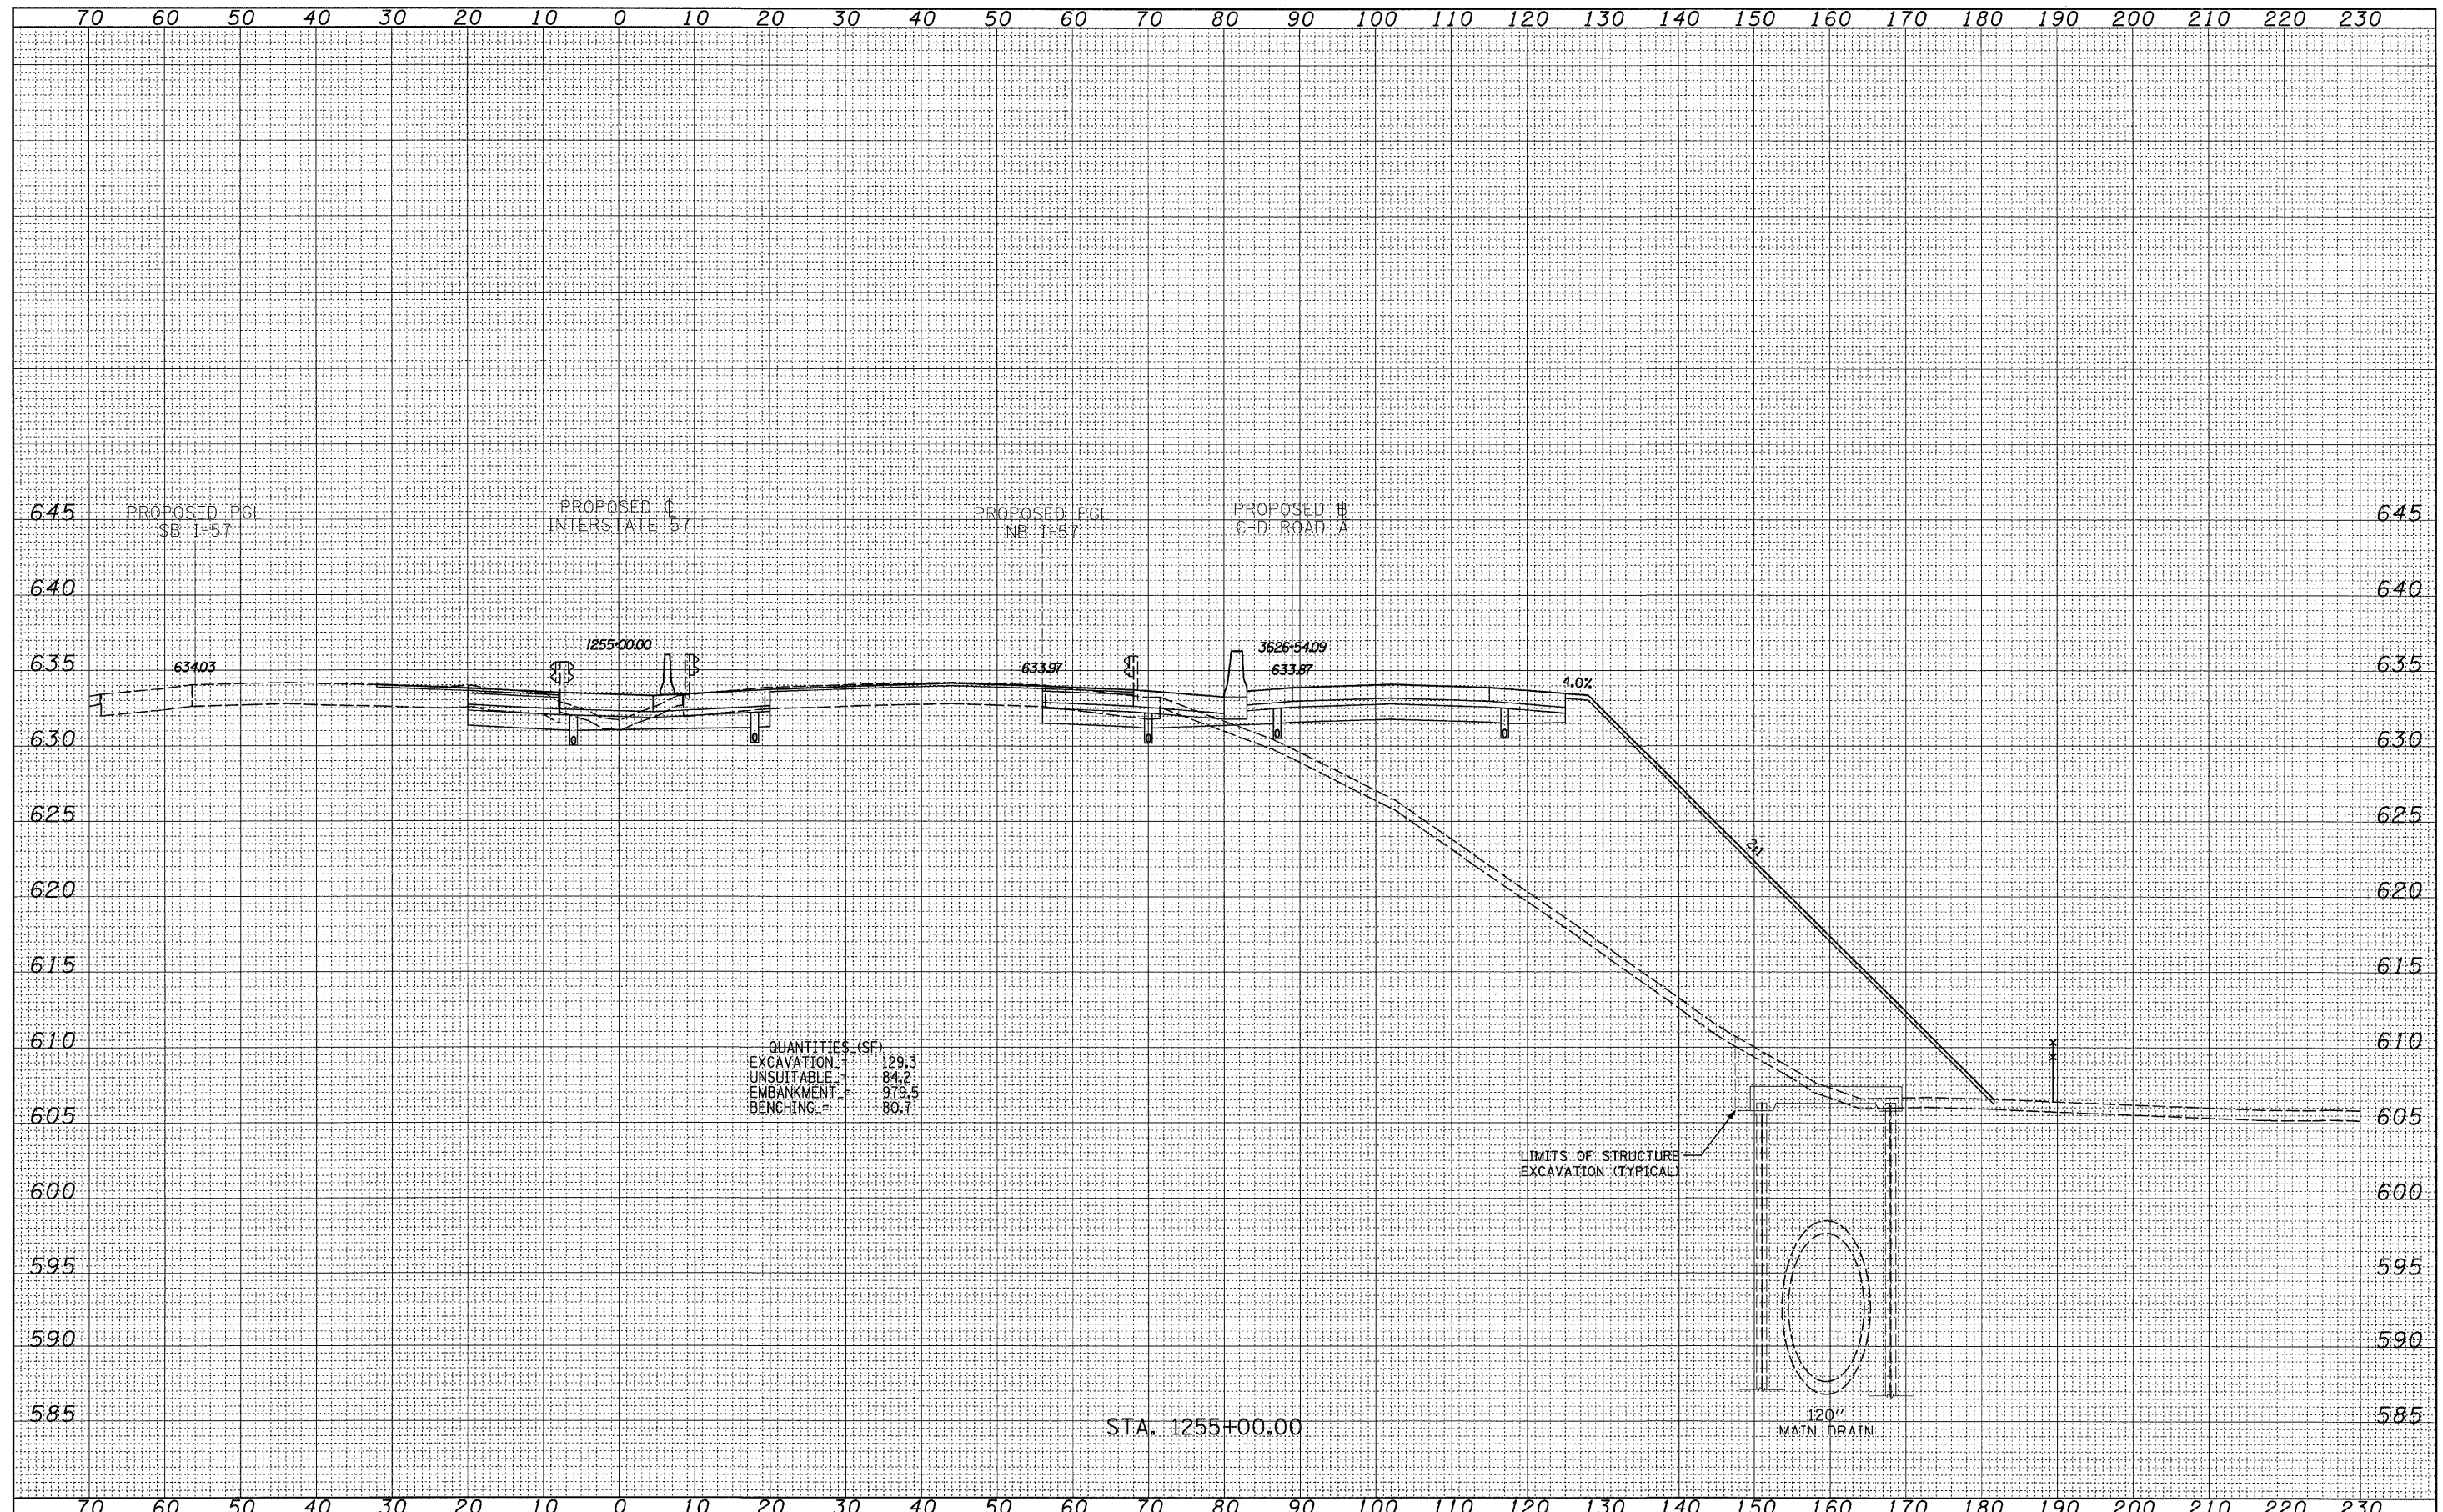 70 60 50 40 30 20 10 0 10 20 30 40 50 60 70 80 90 100 110 120 130 140 150 160 170 180 190 200 210 220 230
PROPOSED PGL
SB I-57
PROPOSED ℄
INTERSTATE 57
PROPOSED PGL
NB I-57
PROPOSED B
C-D ROAD A
645 645
640 640
1255+00.00
3626+54.09
635 635
634.03
633.97
633.87
4.0%
630 630
625 625
2:1
620 620
615 615
610 610
QUANTITIES (SF)
EXCAVATION = 129.3
UNSUITABLE = 84.2
EMBANKMENT = 979.5
BENCHING = 80.7
605 605
LIMITS OF STRUCTURE
EXCAVATION (TYPICAL)
600 600
595 595
590 590
585 585
120"
MAIN DRAIN
STA. 1255+00.00
70 60 50 40 30 20 10 0 10 20 30 40 50 60 70 80 90 100 110 120 130 140 150 160 170 180 190 200 210 220 230